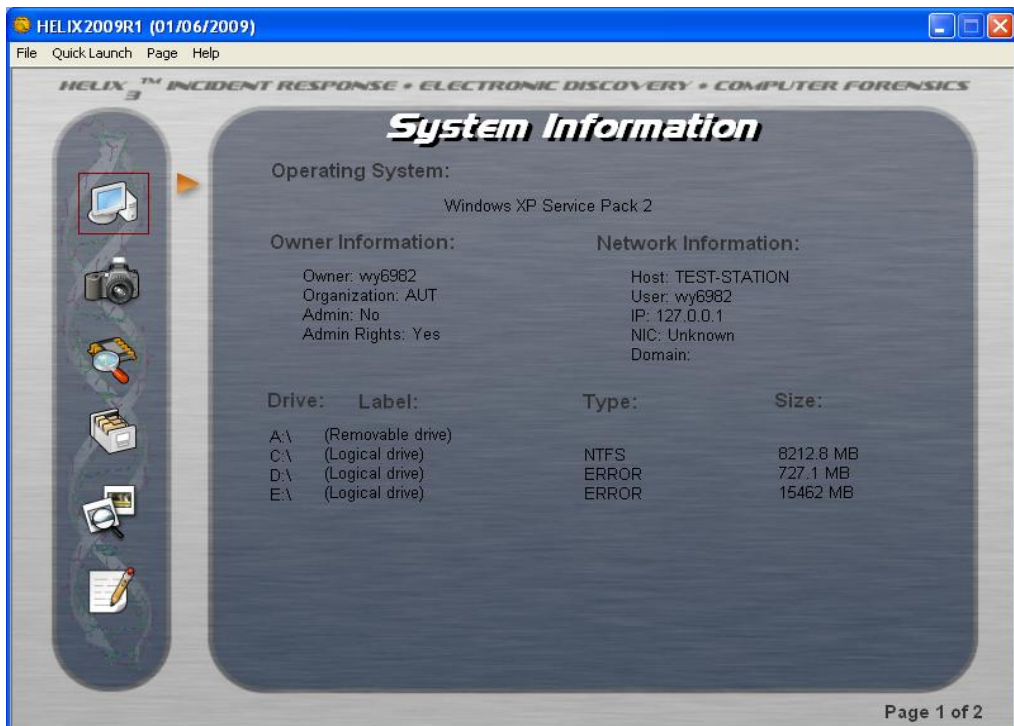 HELIX2009R1 (01/06/2009)
File Quick Launch Page Help
HELIX 3 TM INCIDENT RESPONSE • ELECTRONIC DISCOVERY • COMPUTER FORENSICS
System Information
Operating System:
Windows XP Service Pack 2
Owner Information:
Owner: wy6982
Organization: AUT
Admin: No
Admin Rights: Yes
Network Information:
Host: TEST-STATION
User: wy6982
IP: 127.0.0.1
NIC: Unknown
Domain:
Drive: Label: Type: Size:
A:\ (Removable drive)
C:\ (Logical drive) NTFS 8212.8 MB
D:\ (Logical drive) ERROR 727.1 MB
E:\ (Logical drive) ERROR 15462 MB
Page 1 of 2